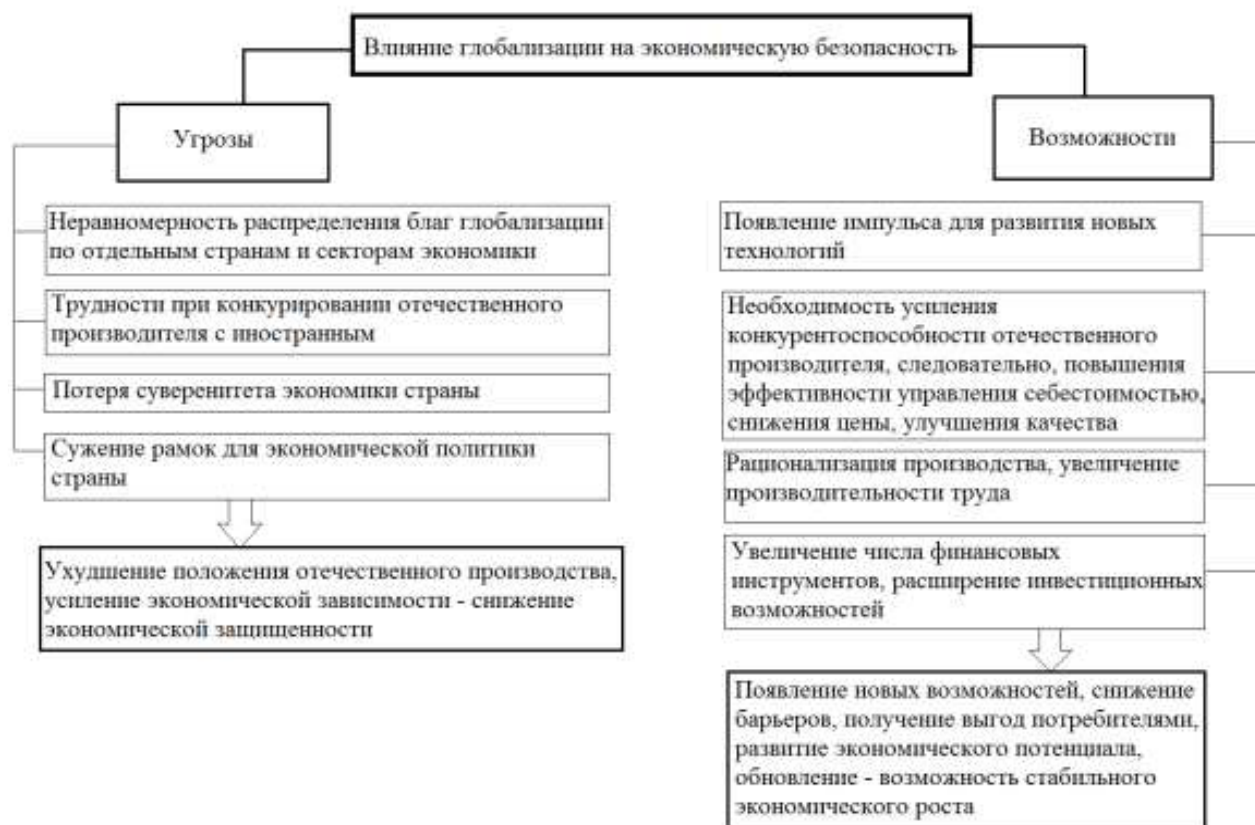 Влияние глобализации на экономическую безопасность
Угрозы
Неравномерность распределения благ глобализации
по отдельным странам и секторам экономики
Трудности при конкурировании отечественного
производителя с иностранным
Потеря суверенитета экономики страны
Сужение рамок для экономической политики
страны
Ухудшение положения отечественного производства,
усиление экономической зависимости - снижение
экономической защищенности
Возможности
Появление импульса для развития новых
технологий
Необходимость усиления
конкурентоспособности отечественного
производителя, следовательно, повышения
эффективности управления себестоимостью,
снижения цены, улучшения качества
Рационализация производства, увеличение
производительности труда
Увеличение числа финансовых
инструментов, расширение инвестиционных
возможностей
Появление новых возможностей, снижение
барьеров, получение выгод потребителями,
развитие экономического потенциала,
обновление - возможность стабильного
экономического роста